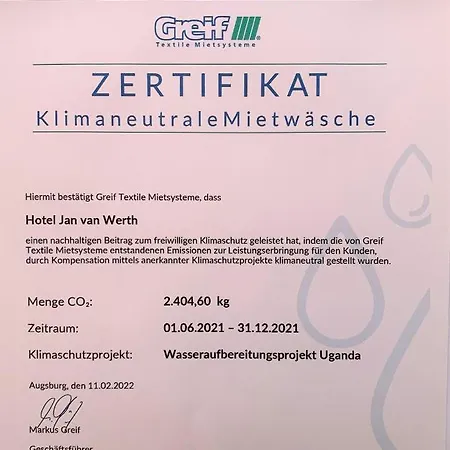 Greif
Textile Mietsysteme
ZERTIFIKAT
Klimaneutrale Mietwäsche
Hiermit bestätigt Greif Textile Mietsysteme, dass
Hotel Jan van Werth
einen nachhaltigen Beitrag zum freiwilligen Klimaschutz geleistet hat, indem die von Greif
Textile Mietsysteme entstandenen Emissionen zur Leistungserbringung für den Kunden,
durch Kompensation mittels anerkannter Klimaschutzprojekte klimaneutral gestellt wurden.
Menge CO₂: 2.404,60 kg
Zeitraum: 01.06.2021 – 31.12.2021
Klimaschutzprojekt: Wasseraufbereitungsprojekt Uganda
Augsburg, den 11.02.2022
Markus Greif
Geschäftsführer